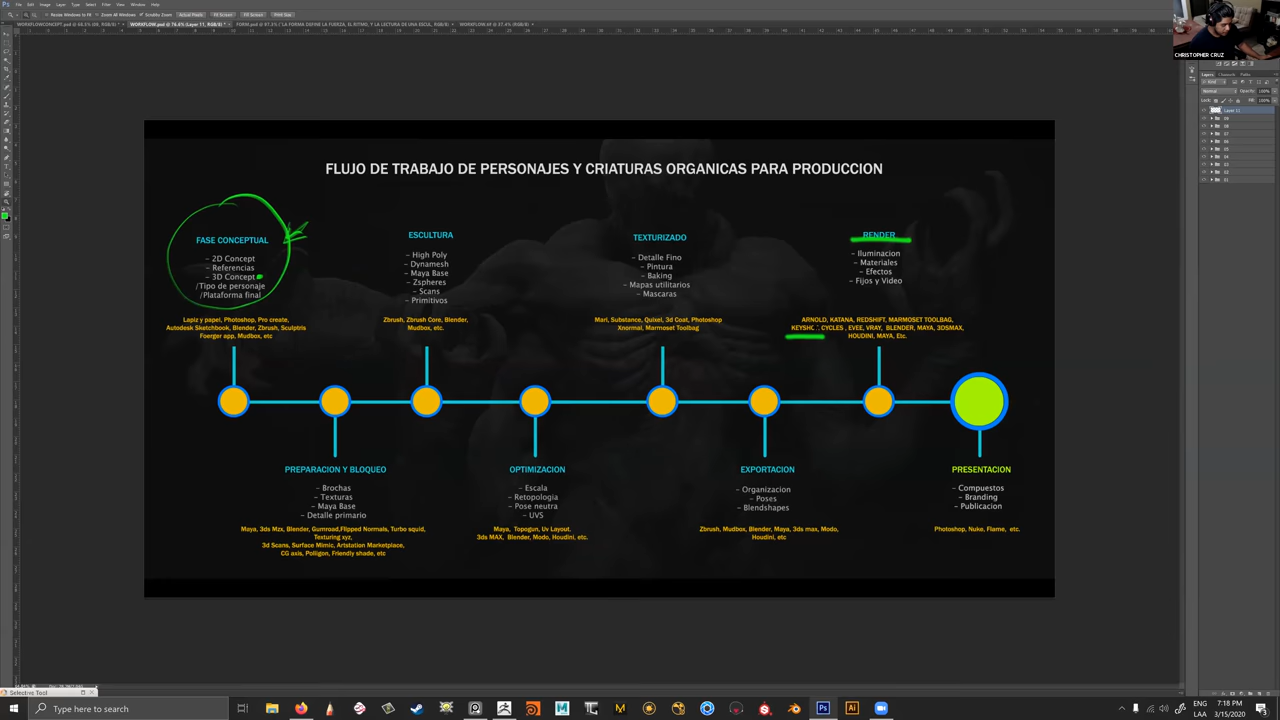 CHRISTOPHER CRUZ
FLUJO DE TRABAJO DE PERSONAJES Y CRIATURAS ORGANICAS PARA PRODUCCION
FASE CONCEPTUAL
- 2D Concept
- Referencias
- 3D Concept
/Tipo de personaje
/Plataforma final
Lapiz y papel, Photoshop, Pro create,
Autodesk Sketchbook, Blender, Zbrush, Sculptris
Foerger app, Mudbox, etc
ESCULTURA
- High Poly
- Dynamesh
- Maya Base
- Zspheres
- Scans
- Primitivos
Zbrush, Zbrush Core, Blender,
Mudbox, etc.
TEXTURIZADO
- Detalle Fino
- Pintura
- Baking
- Mapas utilitarios
- Mascaras
Mari, Substance, Quixel, 3d Coat, Photoshop
Xnormal, Marmoset Toolbag
RENDER
- Iluminacion
- Materiales
- Efectos
- Fijos y Video
ARNOLD, KATANA, REDSHIFT, MARMOSET TOOLBAG,
CYCLES , EVEE, VRAY, BLENDER, MAYA, 3DSMAX,
HOUDINI, MAYA, Etc.
PREPARACION Y BLOQUEO
- Brochas
- Texturas
- Maya Base
- Detalle primario
Maya, 3ds Mzx, Blender, Gumroad,Flipped Normals, Turbo squid,
Texturing xyz,
3d Scans, Surface Mimic, Artstation Marketplace,
CG axis, Polligon, Friendly shade, etc
OPTIMIZACION
- Escala
- Retopologia
- Pose neutra
- UVS
Maya, Topogun, Uv Layout,
3ds MAX, Blender, Modo, Houdini, etc.
EXPORTACION
- Organizacion
- Poses
- Blendshapes
Zbrush, Mudbox, Blender, Maya, 3ds max, Modo,
Houdini, etc
PRESENTACION
- Compuestos
- Branding
- Publicacion
Photoshop, Nuke, Flame, etc.
Selective Tool
Type here to search
ENG
LAA
7:18 PM
3/15/2020